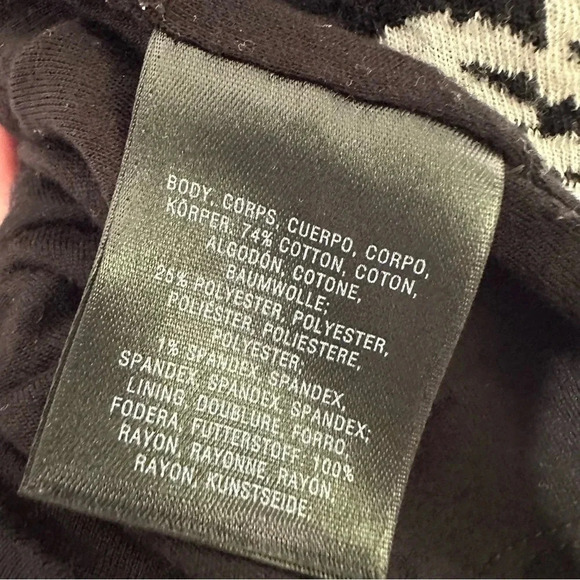 BODY, CORPS, CUERPO, CORPO,
KÖRPER, 74% COTTON, COTON,
ALGODÓN, COTONE,
BAUMWOLLE;
25% POLYESTER, POLYESTER,
POLIÉSTER, POLIESTERE,
POLYESTER,
1% SPANDEX, SPANDEX,
SPANDEX, SPANDEX, SPANDEX;
LINING, DOUBLURE, FORRO,
FODERA, FUTTERSTOFF, 100%
RAYON, RAYONNE, RAYON,
RAYON, KUNSTSEIDE;